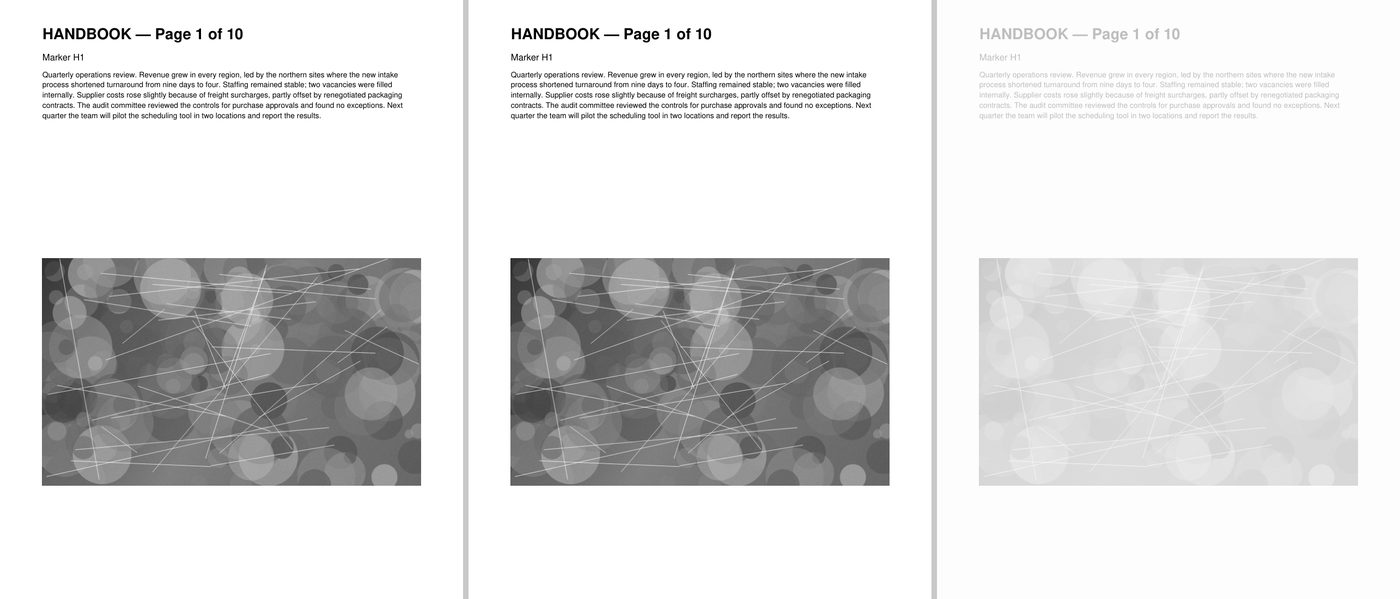 HANDBOOK — Page 1 of 10
Marker H1
Quarterly operations review. Revenue grew in every region, led by the northern sites where the new intake
process shortened turnaround from nine days to four. Staffing remained stable; two vacancies were filled
internally. Supplier costs rose slightly because of freight surcharges, partly offset by renegotiated packaging
contracts. The audit committee reviewed the controls for purchase approvals and found no exceptions. Next
quarter the team will pilot the scheduling tool in two locations and report the results.
HANDBOOK — Page 1 of 10
Marker H1
Quarterly operations review. Revenue grew in every region, led by the northern sites where the new intake
process shortened turnaround from nine days to four. Staffing remained stable; two vacancies were filled
internally. Supplier costs rose slightly because of freight surcharges, partly offset by renegotiated packaging
contracts. The audit committee reviewed the controls for purchase approvals and found no exceptions. Next
quarter the team will pilot the scheduling tool in two locations and report the results.
HANDBOOK — Page 1 of 10
Marker H1
Quarterly operations review. Revenue grew in every region, led by the northern sites where the new intake
process shortened turnaround from nine days to four. Staffing remained stable; two vacancies were filled
internally. Supplier costs rose slightly because of freight surcharges, partly offset by renegotiated packaging
contracts. The audit committee reviewed the controls for purchase approvals and found no exceptions. Next
quarter the team will pilot the scheduling tool in two locations and report the results.